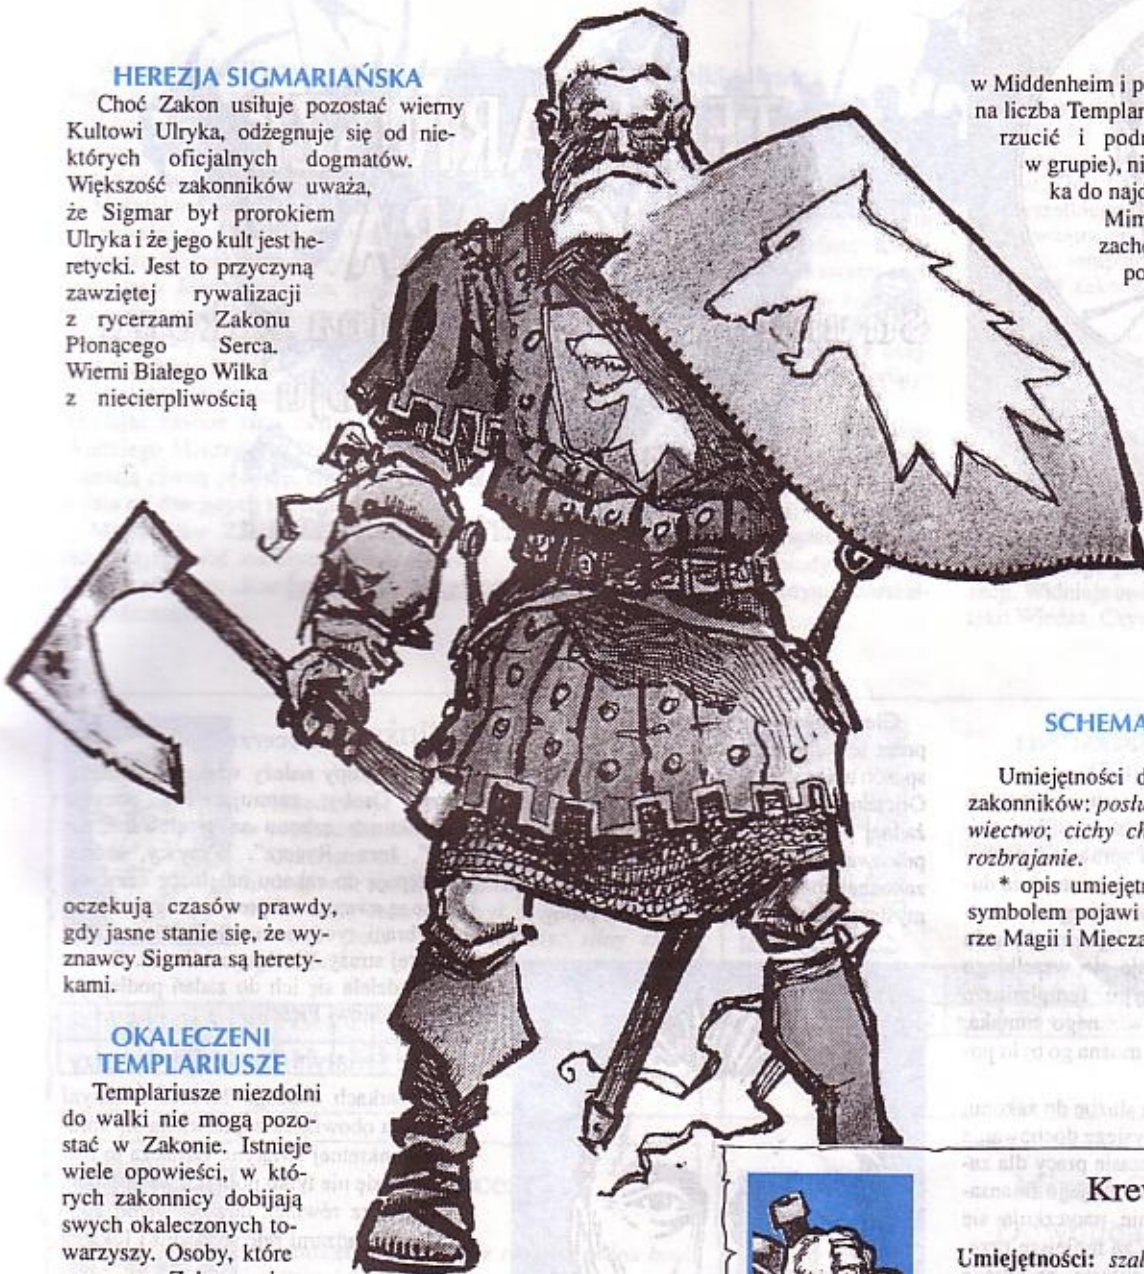 HEREZJA SIGMARIAŃSKA
Choć Zakon usiłuje pozostać wierny
Kultowi Ulryka, odżegnuje się od nie-
których oficjalnych dogmatów.
Większość zakonników uważa,
że Sigmar był prorokiem
Ulryka i że jego kult jest he-
retycki. Jest to przyczyną
zawziętej rywalizacji
z rycerzami Zakonu
Płonącego Serca.
Wierni Białego Wilka
z niecierpliwością
oczekują czasów prawdy,
gdy jasne stanie się, że wy-
znawcy Sigmara są herety-
kami.
OKALECZENI
TEMPLARIUSZE
Templariusze niezdolni
do walki nie mogą pozo-
stać w Zakonie. Istnieje
wiele opowieści, w któ-
rych zakonnicy dobijają
swych okaleczonych to-
warzyszy. Osoby, które
w Middenheim i p
na liczba Templar
rzucić i podr
w grupie), ni
ka do najc
Min
zach
po
SCHEMA
Umiejętności d
zakonników: posłu
wiectwo; cichy ch
rozbrajanie.
* opis umiejętn
symbolem pojawi
rze Magii i Miecza
Krew
Umiejętności: sza